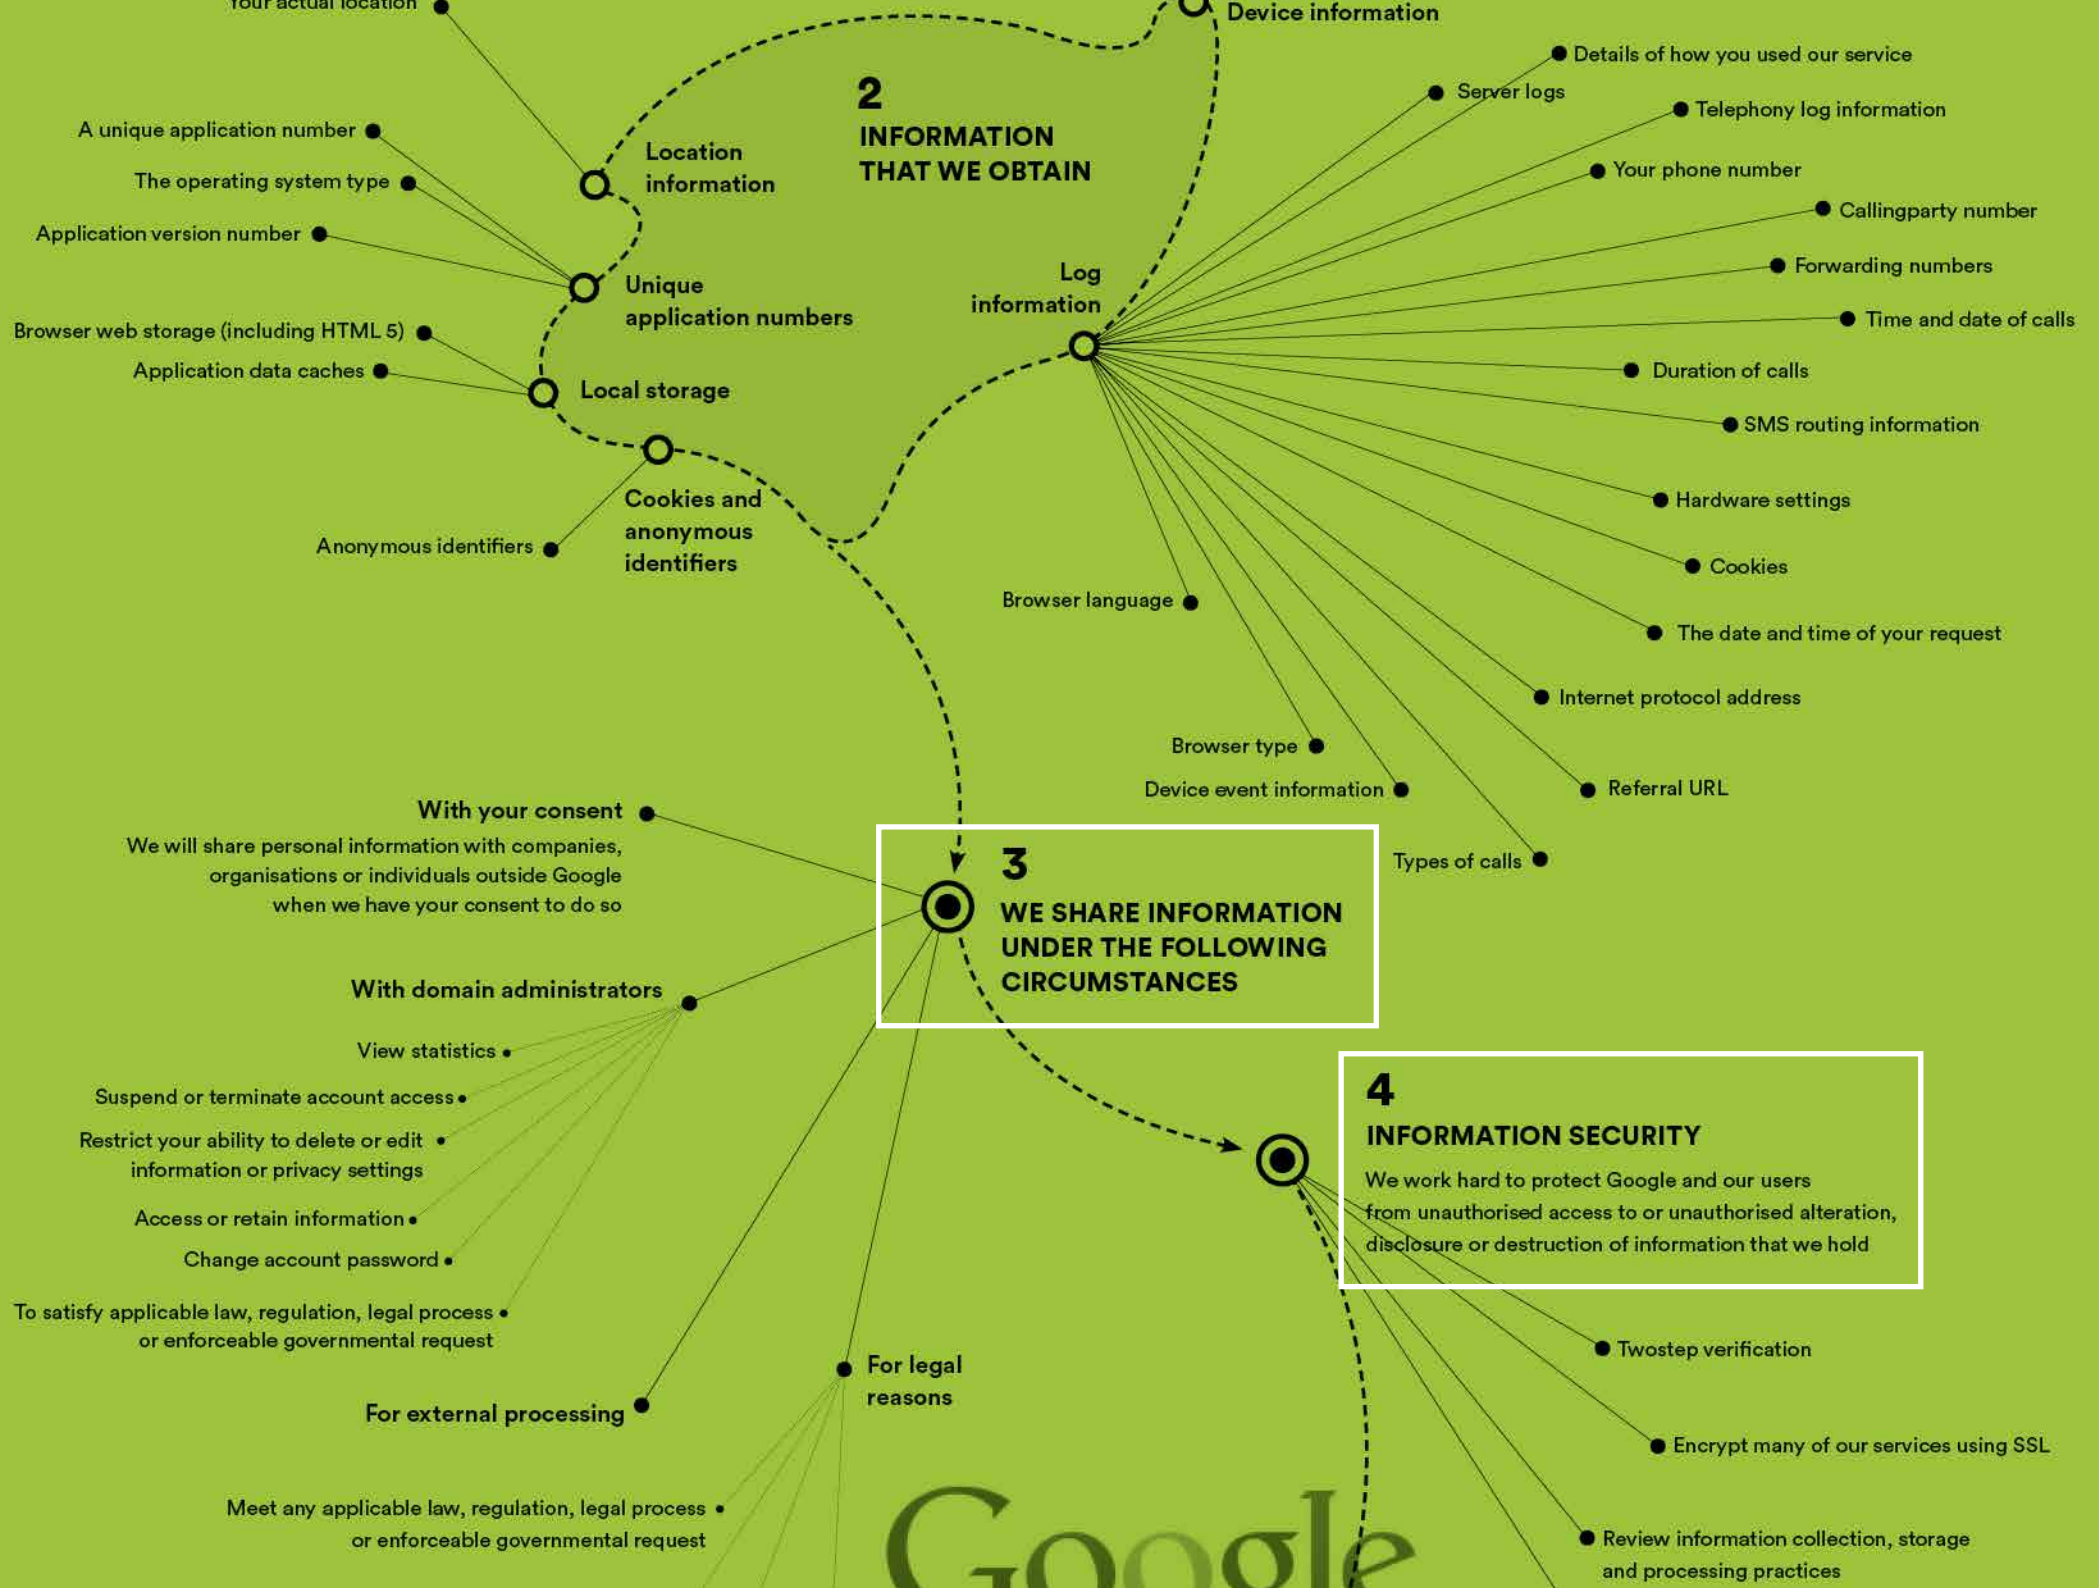 Your actual location
Device information
Details of how you used our service
Server logs
Telephony log information
Your phone number
Callingparty number
Forwarding numbers
Time and date of calls
Duration of calls
SMS routing information
Hardware settings
Cookies
The date and time of your request
Internet protocol address
Referral URL
Types of calls
Device event information
Browser type
Browser language
2
INFORMATION
THAT WE OBTAIN
Location
information
A unique application number
The operating system type
Application version number
Unique
application numbers
Log
information
Browser web storage (including HTML 5)
Application data caches
Local storage
Cookies and
anonymous
identifiers
Anonymous identifiers
3
WE SHARE INFORMATION
UNDER THE FOLLOWING
CIRCUMSTANCES
With your consent
We will share personal information with companies,
organisations or individuals outside Google
when we have your consent to do so
With domain administrators
View statistics
Suspend or terminate account access
Restrict your ability to delete or edit
information or privacy settings
Access or retain information
Change account password
To satisfy applicable law, regulation, legal process
or enforceable governmental request
For external processing
For legal
reasons
Meet any applicable law, regulation, legal process
or enforceable governmental request
4
INFORMATION SECURITY
We work hard to protect Google and our users
from unauthorised access to or unauthorised alteration,
disclosure or destruction of information that we hold
Twostep verification
Encrypt many of our services using SSL
Review information collection, storage
and processing practices
Google